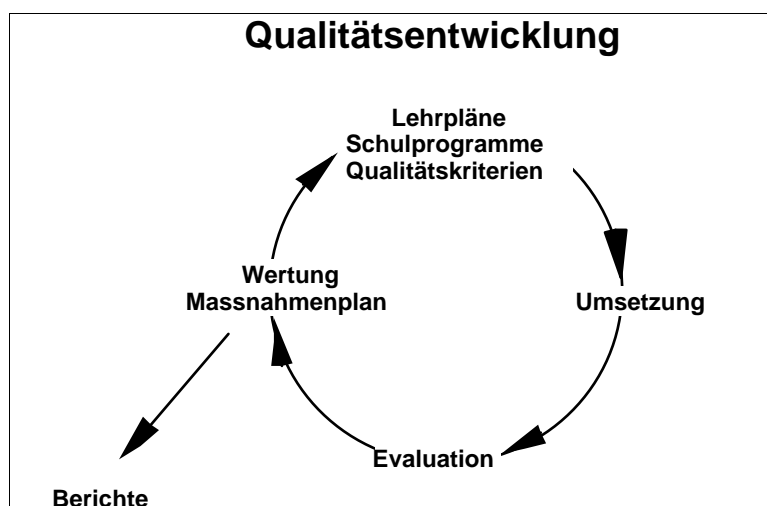 Qualitätsentwicklung
Lehrpläne
Schulprogramme
Qualitätskriterien
Wertung
Massnahmenplan
Umsetzung
Evaluation
Berichte